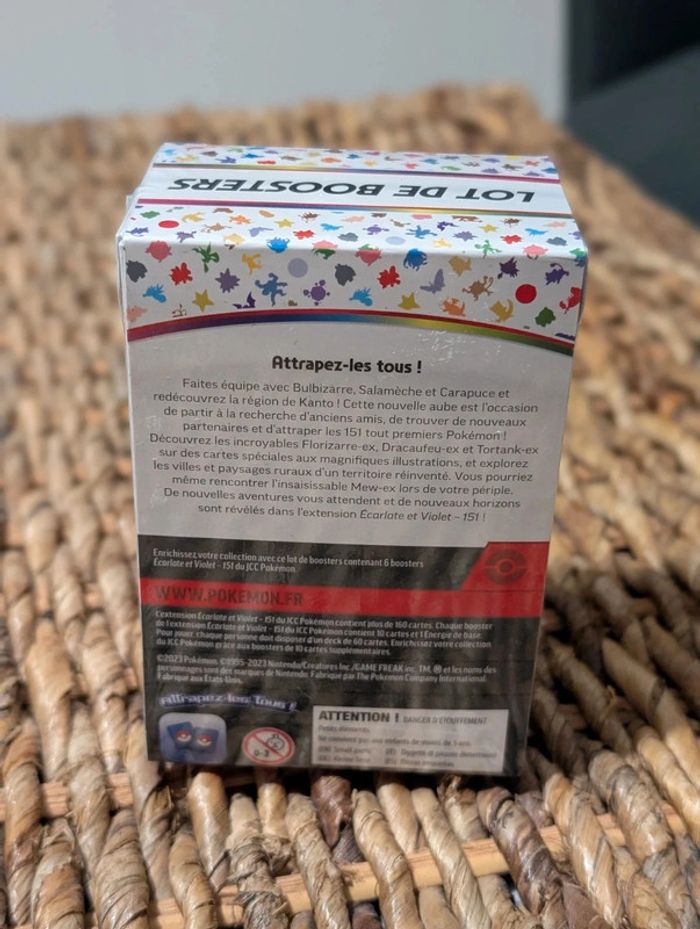 LOT DE BOOSTERS
Attrapez-les tous !
Faites équipe avec Bulbizarre, Salamèche et Carapuce et
redécouvrez la région de Kanto ! Cette nouvelle aube est l'occasion
de partir à la recherche d'anciens amis, de trouver de nouveaux
partenaires et d'attraper les 151 tout premiers Pokémon !
Découvrez les incroyables Florizarre-ex, Dracaufeu-ex et Tortank-ex
sur des cartes spéciales aux magnifiques illustrations, et explorez
les villes et paysages ruraux d'un territoire réinventé. Vous pourriez
même rencontrer l'insaisissable Mew-ex lors de votre périple.
De nouvelles aventures vous attendent et de nouveaux horizons
sont révélés dans l'extension Écarlate et Violet – 151 !
Enrichissez votre collection avec ce lot de boosters contenant 6 boosters
Écarlate et Violet – 151 du JCC Pokémon.
WWW.POKEMON.FR
L'extension Écarlate et Violet – 151 du JCC Pokémon contient plus de 160 cartes. Chaque booster
de l'extension Écarlate et Violet – 151 du JCC Pokémon contient 10 cartes et 1 Énergie de base.
Pour jouer, chaque personne doit disposer d'un deck de 60 cartes. Enrichissez votre collection
du JCC Pokémon grâce aux boosters de 10 cartes supplémentaires.
©2023 Pokémon. ©1995-2023 Nintendo/Creatures Inc./GAME FREAK inc. TM, ® et les noms des
personnages sont des marques de Nintendo. Fabriqué par The Pokémon Company International.
Fabriqué aux États-Unis.
Attrapez-les Tous !
0-3
ATTENTION ! DANGER D'ÉTOUFFEMENT
Petits éléments.
Ne convient pas aux enfants de moins de 3 ans.
Small parts